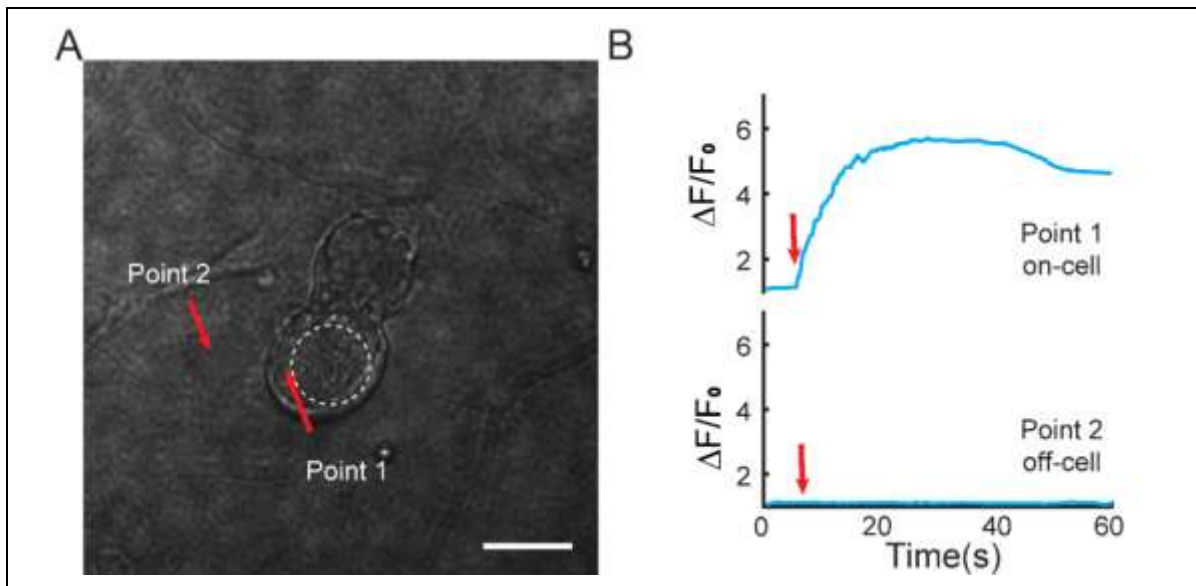 A
Point 2
Point 1
B
ΔF/F₀
6
4
2
Point 1
on-cell
ΔF/F₀
6
4
2
Point 2
off-cell
0
20
40
60
Time(s)